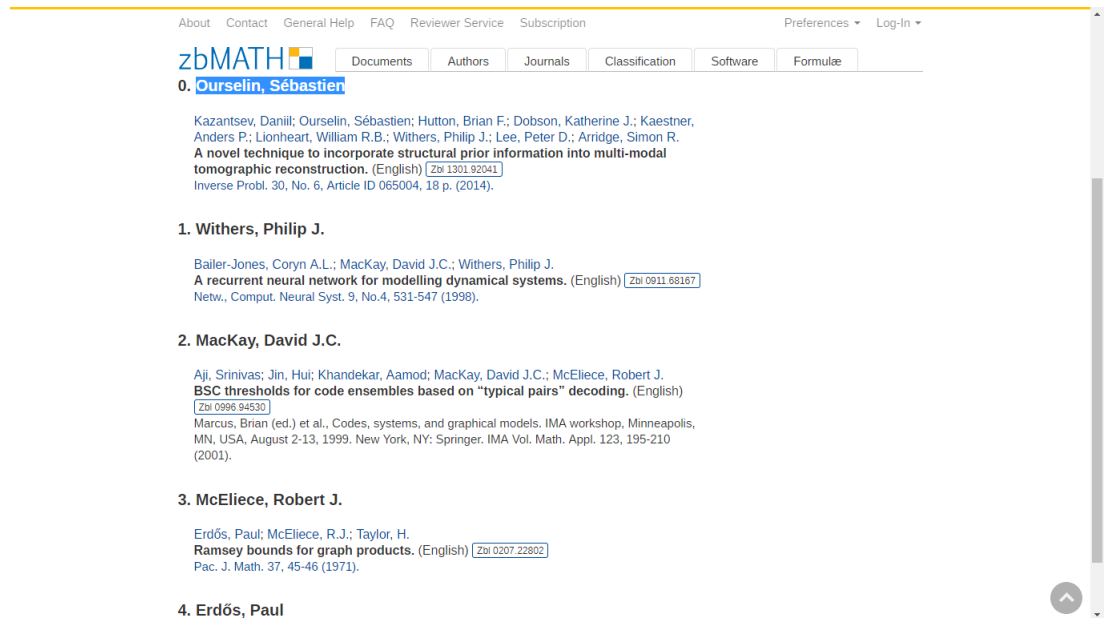 About Contact General Help FAQ Reviewer Service Subscription Preferences Log-In
zbMATH Documents Authors Journals Classification Software Formulæ
0. Ourselin, Sébastien
Kazantsev, Daniil; Ourselin, Sébastien; Hutton, Brian F.; Dobson, Katherine J.; Kaestner,
Anders P.; Lionheart, William R.B.; Withers, Philip J.; Lee, Peter D.; Arridge, Simon R.
A novel technique to incorporate structural prior information into multi-modal
tomographic reconstruction. (English) Zbl 1301.92041
Inverse Probl. 30, No. 6, Article ID 065004, 18 p. (2014).
1. Withers, Philip J.
Bailer-Jones, Coryn A.L.; MacKay, David J.C.; Withers, Philip J.
A recurrent neural network for modelling dynamical systems. (English) Zbl 0911.68167
Netw., Comput. Neural Syst. 9, No.4, 531-547 (1998).
2. MacKay, David J.C.
Aji, Srinivas; Jin, Hui; Khandekar, Aamod; MacKay, David J.C.; McEliece, Robert J.
BSC thresholds for code ensembles based on “typical pairs” decoding. (English)
Zbl 0996.94530
Marcus, Brian (ed.) et al., Codes, systems, and graphical models. IMA workshop, Minneapolis,
MN, USA, August 2-13, 1999. New York, NY: Springer. IMA Vol. Math. Appl. 123, 195-210
(2001).
3. McEliece, Robert J.
Erdős, Paul; McEliece, R.J.; Taylor, H.
Ramsey bounds for graph products. (English) Zbl 0207.22802
Pac. J. Math. 37, 45-46 (1971).
4. Erdős, Paul